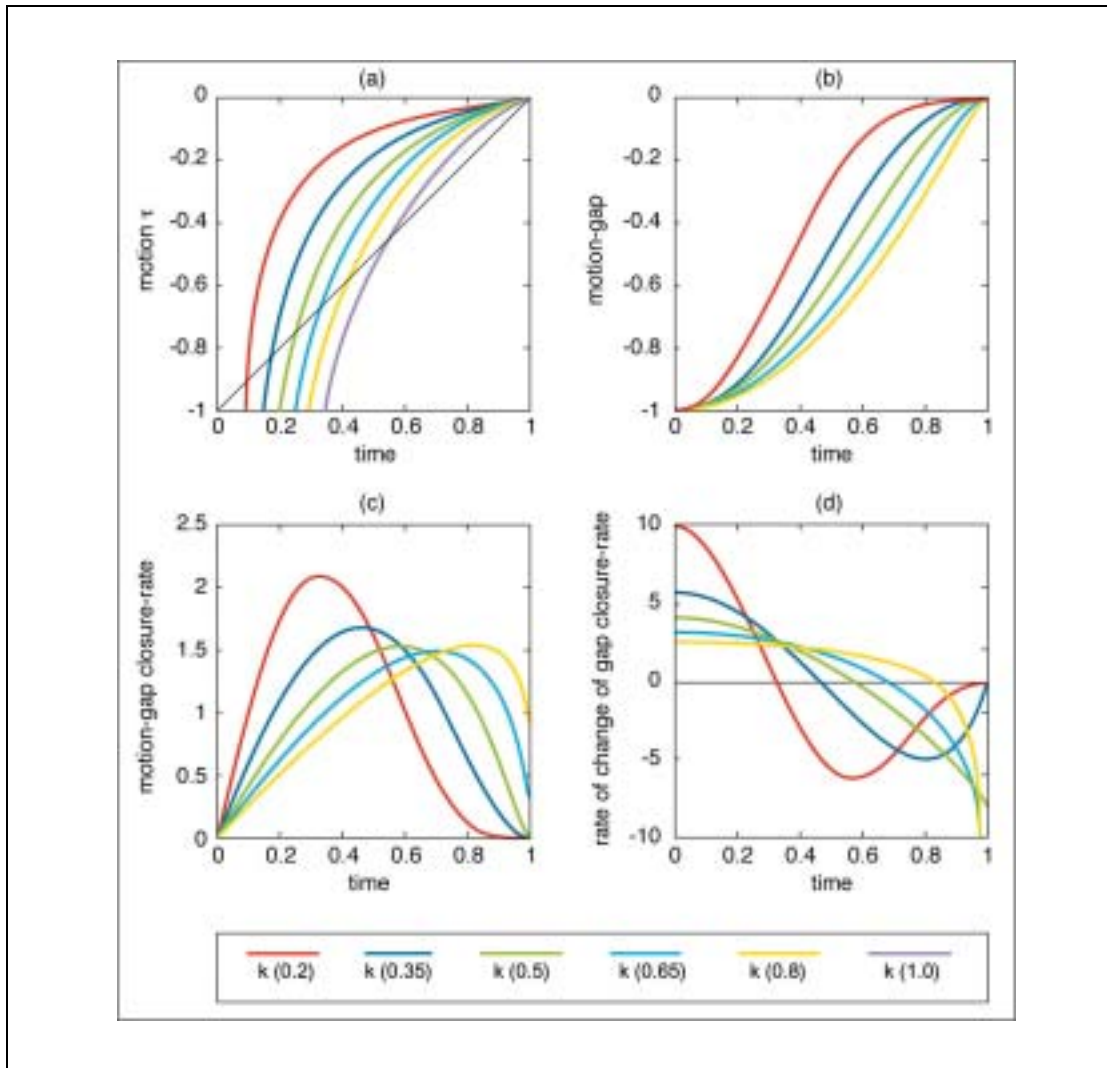 (a)
0
-0.2
-0.4
-0.6
-0.8
-1
motion τ
0 0.2 0.4 0.6 0.8 1
time
(b)
0
-0.2
-0.4
-0.6
-0.8
-1
motion-gap
0 0.2 0.4 0.6 0.8 1
time
(c)
2.5
2
1.5
1
0.5
0
motion-gap closure-rate
0 0.2 0.4 0.6 0.8 1
time
(d)
10
5
0
-5
-10
rate of change of gap closure-rate
0 0.2 0.4 0.6 0.8 1
time
k (0.2) k (0.35) k (0.5) k (0.65) k (0.8) k (1.0)